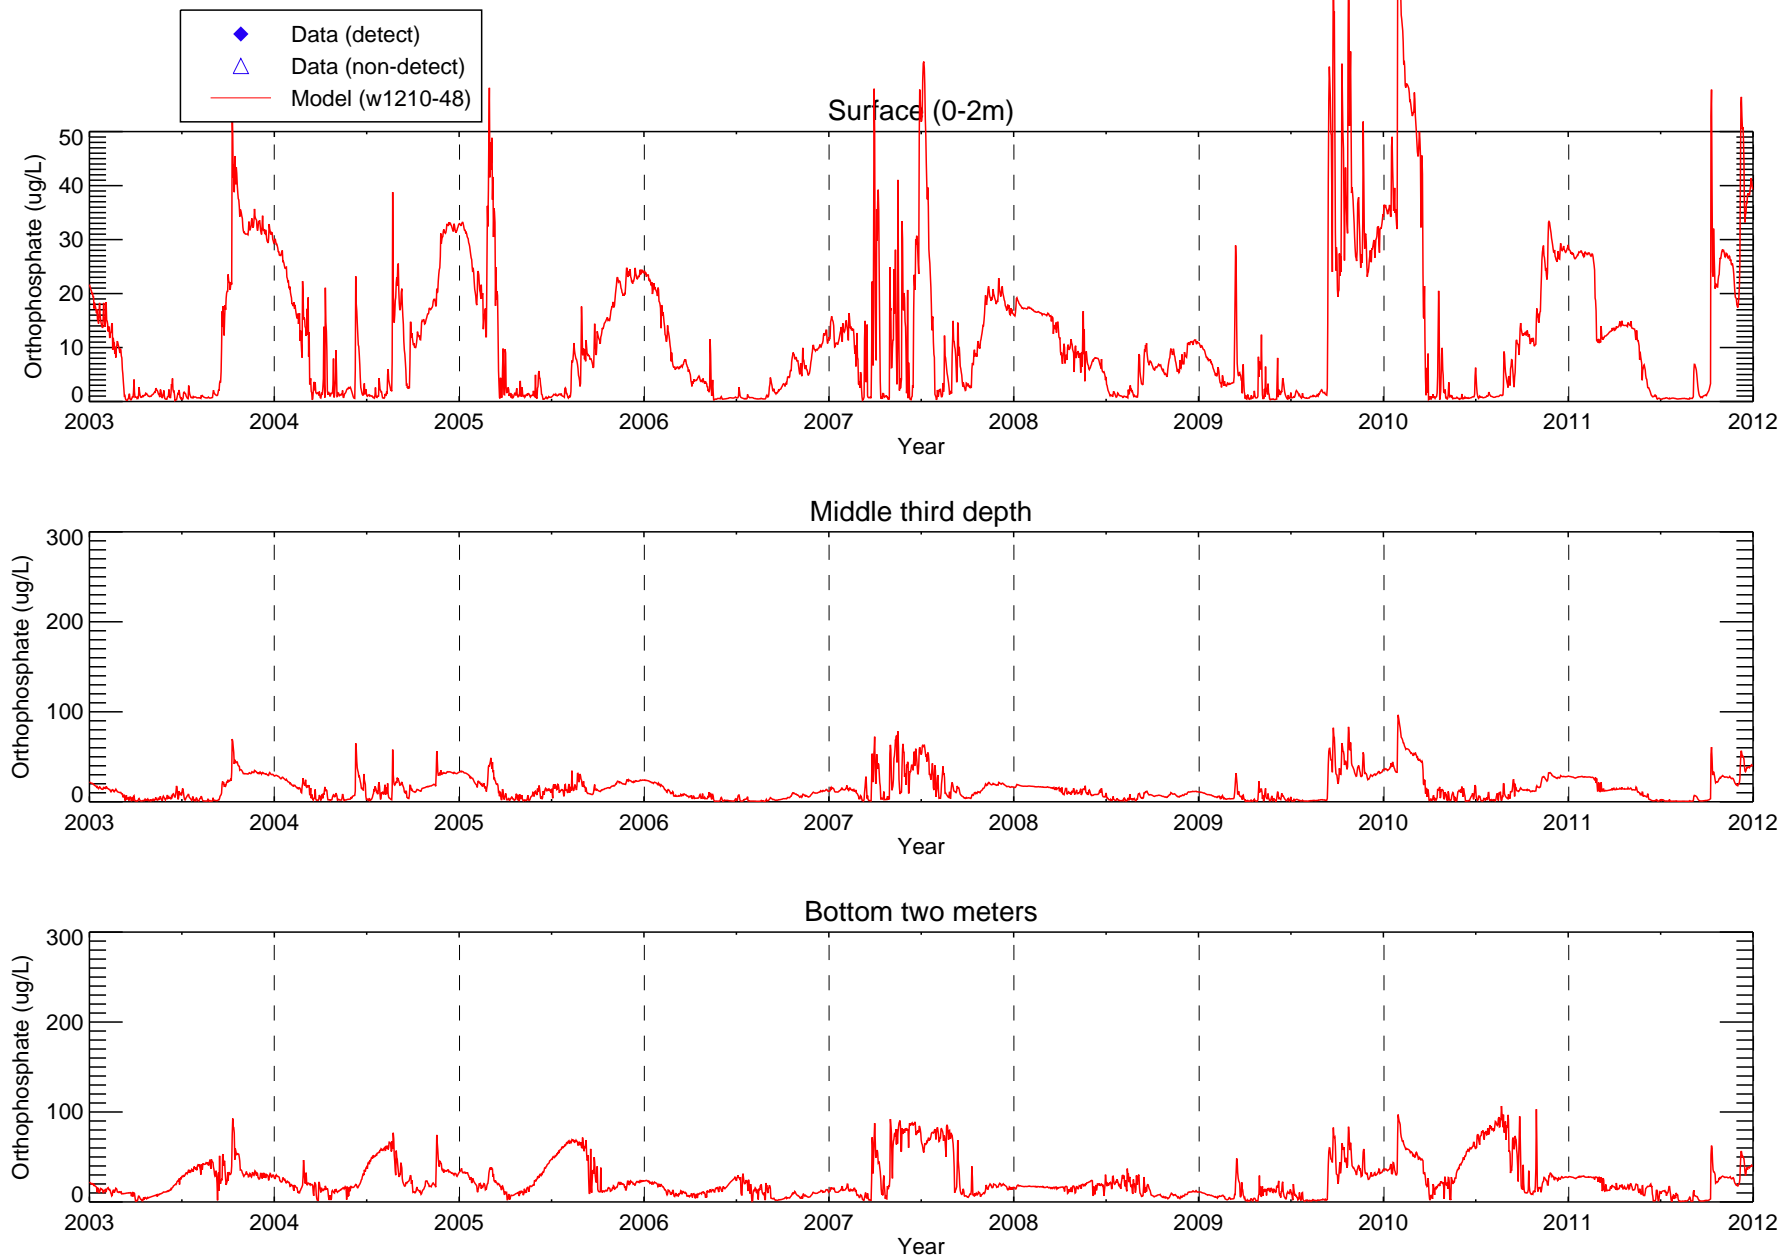 Data (detect)
Data (non-detect)
Model (w1210-48)
Surface (0-2m)
Orthophosphate (ug/L)
50
40
30
20
10
0
2003 2004 2005 2006 2007 2008 2009 2010 2011 2012
Year
Middle third depth
Orthophosphate (ug/L)
300
200
100
0
2003 2004 2005 2006 2007 2008 2009 2010 2011 2012
Year
Bottom two meters
Orthophosphate (ug/L)
300
200
100
0
2003 2004 2005 2006 2007 2008 2009 2010 2011 2012
Year